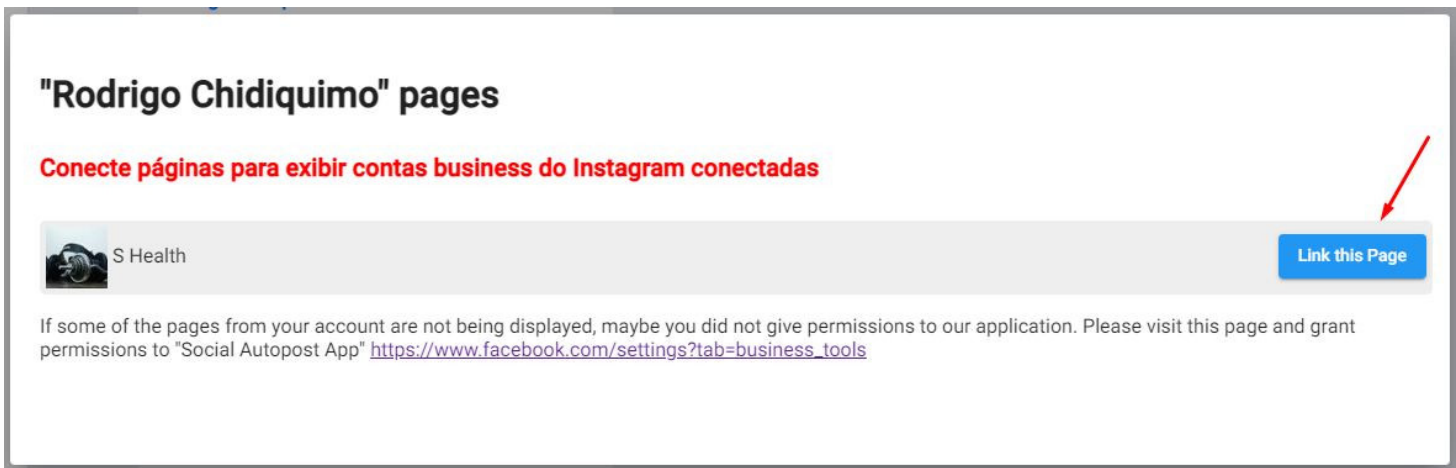 "Rodrigo Chidiquimo" pages
Conecte páginas para exibir contas business do Instagram conectadas
S Health
Link this Page
If some of the pages from your account are not being displayed, maybe you did not give permissions to our application. Please visit this page and grant
permissions to "Social Autopost App" https://www.facebook.com/settings?tab=business_tools